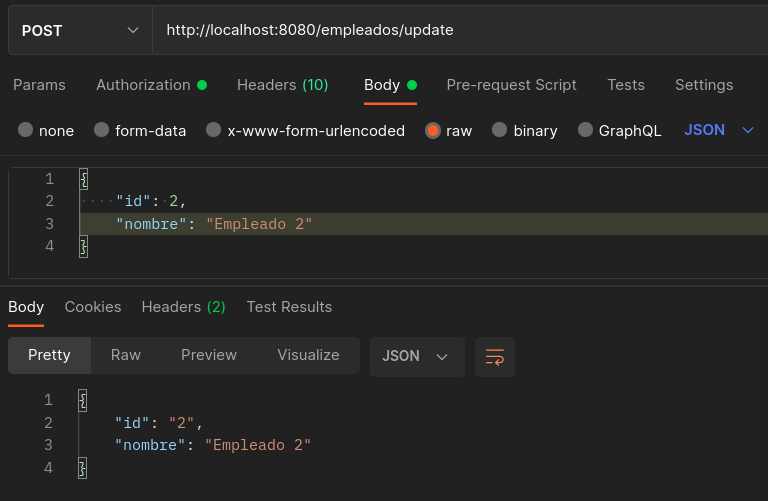 POST http://localhost:8080/empleados/update
Params Authorization Headers (10) Body Pre-request Script Tests Settings
none form-data x-www-form-urlencoded raw binary GraphQL JSON
1 {
2 "id": 2,
3 "nombre": "Empleado 2"
4 }
Body Cookies Headers (2) Test Results
Pretty Raw Preview Visualize JSON
1 {
2 "id": "2",
3 "nombre": "Empleado 2"
4 }